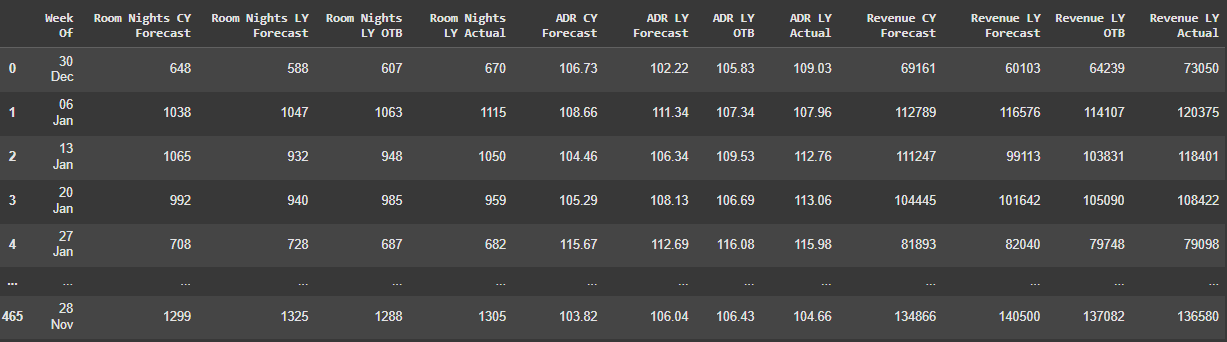 Week Of Room Nights CY Forecast Room Nights LY Forecast Room Nights LY OTB Room Nights LY Actual ADR CY Forecast ADR LY Forecast ADR LY OTB ADR LY Actual Revenue CY Forecast Revenue LY Forecast Revenue LY OTB Revenue LY Actual
0 30 Dec 648 588 607 670 106.73 102.22 105.83 109.03 69161 60103 64239 73050
1 06 Jan 1038 1047 1063 1115 108.66 111.34 107.34 107.96 112789 116576 114107 120375
2 13 Jan 1065 932 948 1050 104.46 106.34 109.53 112.76 111247 99113 103831 118401
3 20 Jan 992 940 985 959 105.29 108.13 106.69 113.06 104445 101642 105090 108422
4 27 Jan 708 728 687 682 115.67 112.69 116.08 115.98 81893 82040 79748 79098
... ... ... ... ... ... ... ... ... ... ... ... ... ...
465 28 Nov 1299 1325 1288 1305 103.82 106.04 106.43 104.66 134866 140500 137082 136580